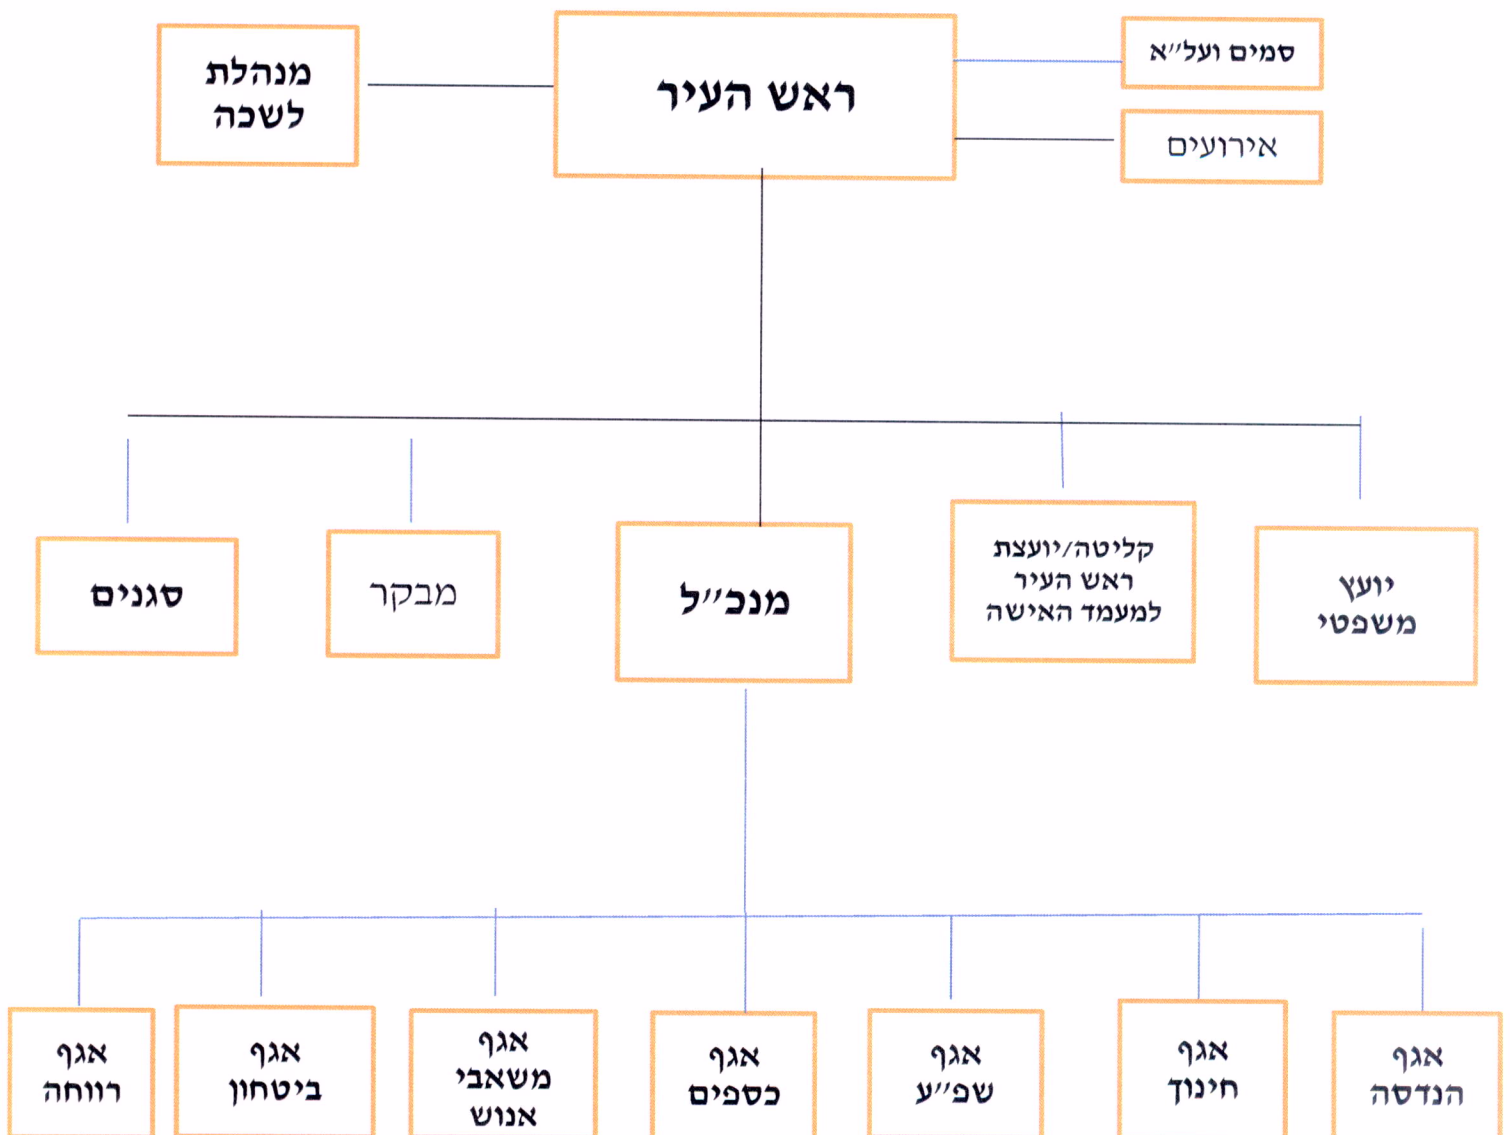 ראש העיר
סמים ועל״א
אירועים
מנהלת
לשכה
יועץ
משפטי
קליטה/יועצת
ראש העיר
למעמד האישה
מנכ״ל
מבקר
סגנים
אגף
הנדסה
אגף
חינוך
אגף
שפ״ע
אגף
כספים
אגף
משאבי
אנוש
אגף
ביטחון
אגף
רווחה